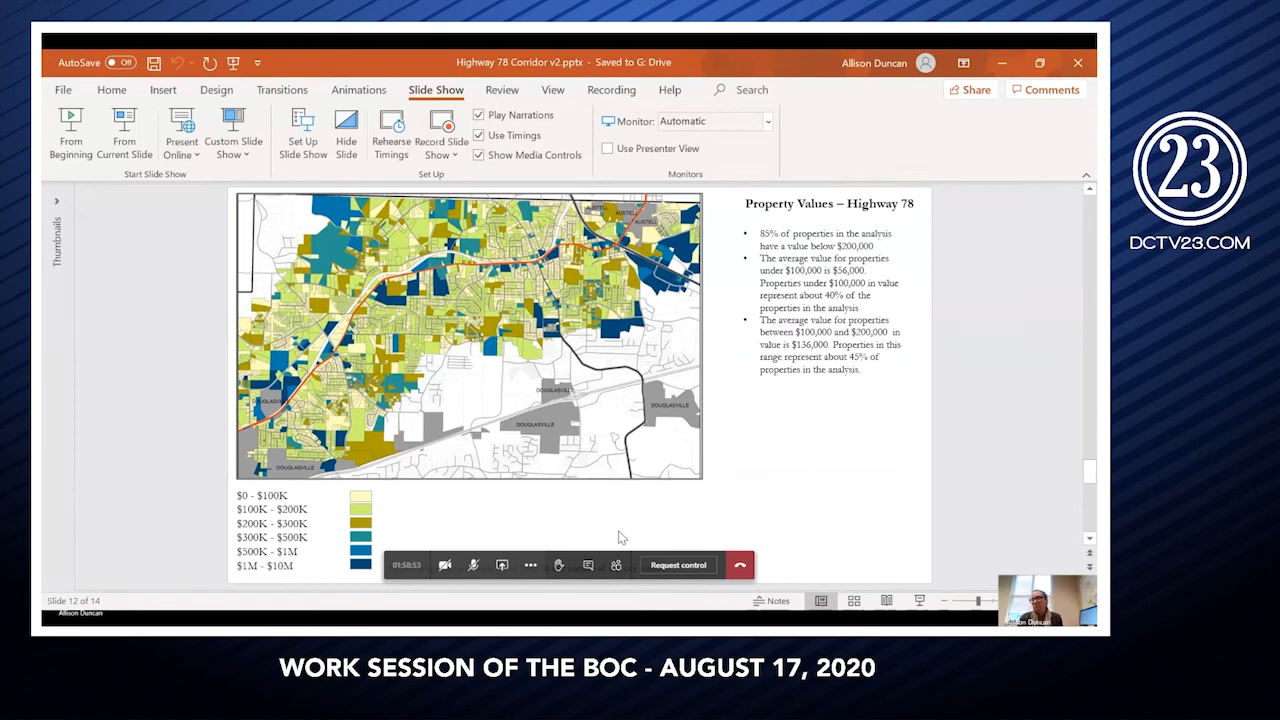 AutoSave Off
Highway 78 Corridor v2.pptx - Saved to G: Drive
Allison Duncan
File Home Insert Design Transitions Animations Slide Show Review View Recording Help Search
Share Comments
From Beginning
From Current Slide
Present Online
Custom Slide Show
Start Slide Show
Set Up Slide Show
Hide Slide
Rehearse Timings
Record Slide Show
Play Narrations
Use Timings
Show Media Controls
Set Up
Monitor: Automatic
Use Presenter View
Monitors
Thumbnails
AUSTELL
AUSTELL
AUSTELL
DOUGLASVILLE
DOUGLASVILLE
DOUGLASVILLE
DOUGLASVILLE
DOUGLASVILLE
Property Values – Highway 78
• 85% of properties in the analysis
have a value below $200,000
• The average value for properties
under $100,000 is $56,000.
Properties under $100,000 in value
represent about 40% of the
properties in the analysis
• The average value for properties
between $100,000 and $200,000 in
value is $136,000. Properties in this
range represent about 45% of
properties in the analysis.
$0 - $100K
$100K - $200K
$200K - $300K
$300K - $500K
$500K - $1M
$1M - $10M
01:58:53
Request control
Slide 12 of 14
Notes
Allison Duncan
Allison Duncan
23
DCTV23.COM
WORK SESSION OF THE BOC - AUGUST 17, 2020